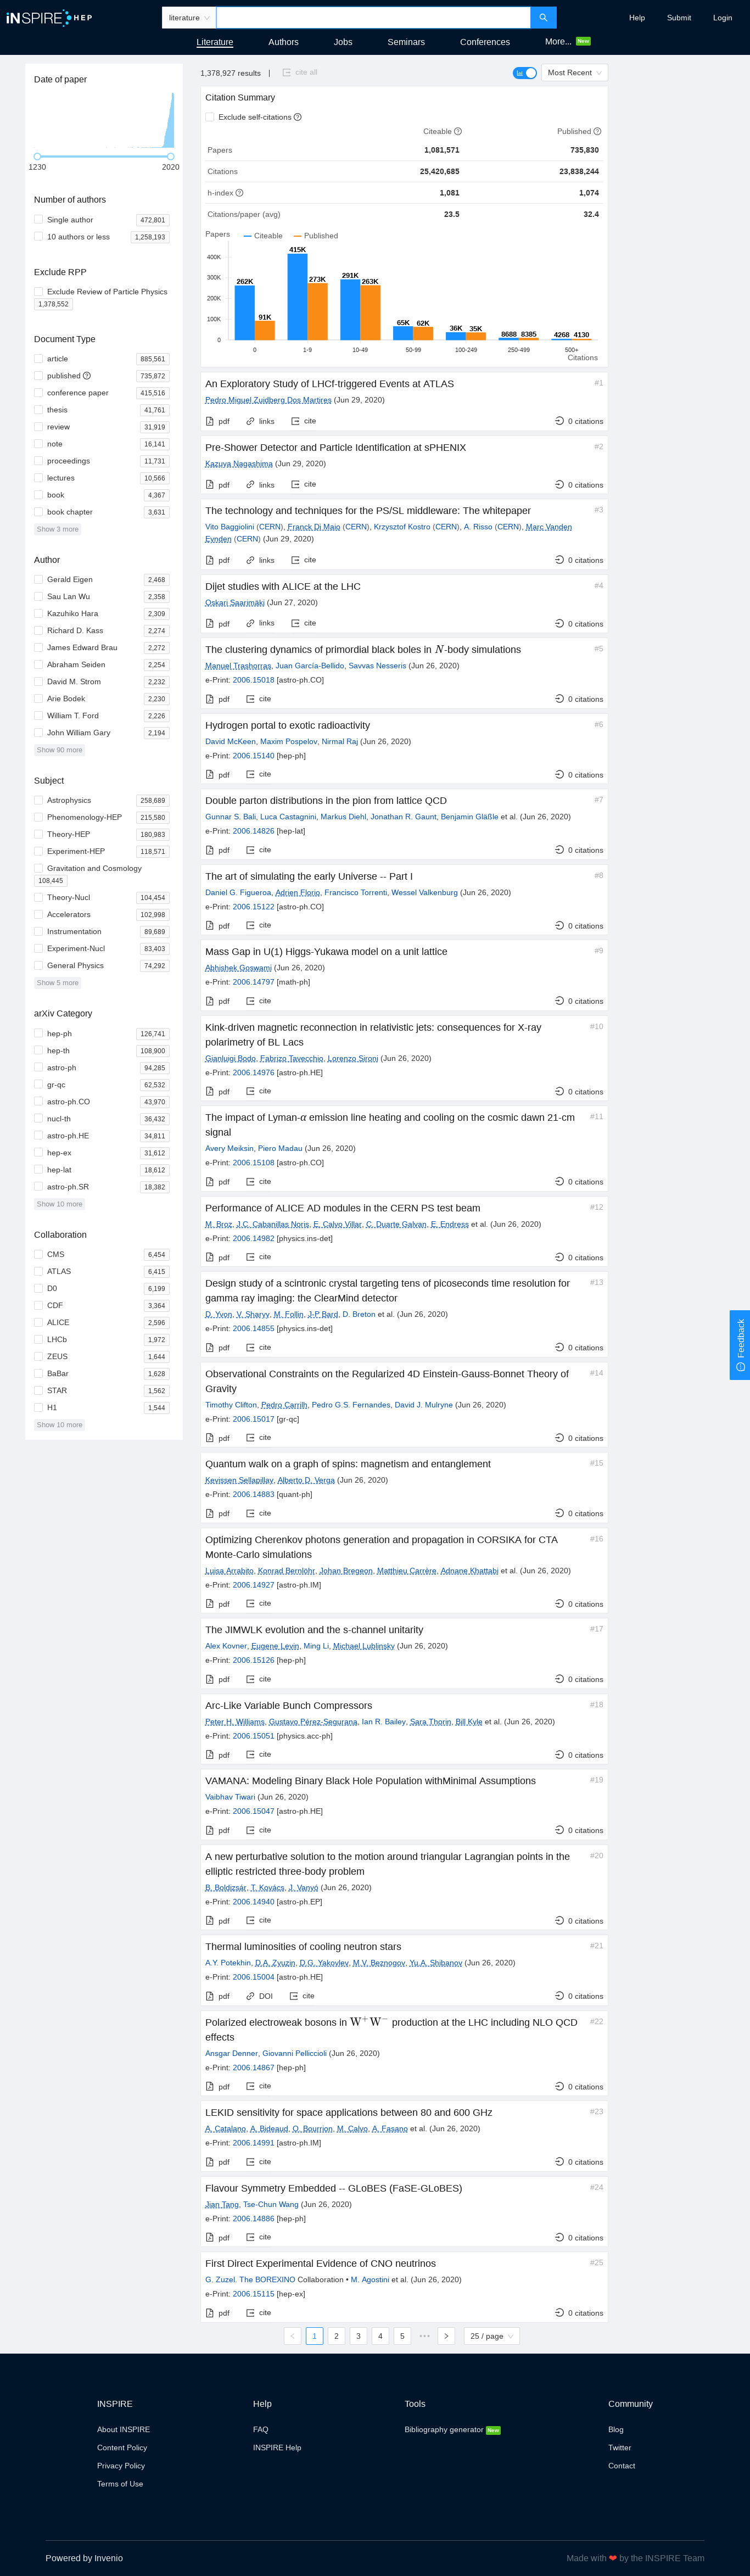 INSPIRE HEP
literature
Help Submit Login
Literature Authors Jobs Seminars Conferences More... New
Date of paper
1230 2020
Number of authors
Single author 472,801
10 authors or less 1,258,193
Exclude RPP
Exclude Review of Particle Physics
1,378,552
Document Type
article 885,561
published 735,872
conference paper 415,516
thesis 41,761
review 31,919
note 16,141
proceedings 11,731
lectures 10,566
book 4,367
book chapter 3,631
Show 3 more
Author
Gerald Eigen 2,468
Sau Lan Wu 2,358
Kazuhiko Hara 2,309
Richard D. Kass 2,274
James Edward Brau 2,272
Abraham Seiden 2,254
David M. Strom 2,232
Arie Bodek 2,230
William T. Ford 2,226
John William Gary 2,194
Show 90 more
Subject
Astrophysics 258,689
Phenomenology-HEP 215,580
Theory-HEP 180,983
Experiment-HEP 118,571
Gravitation and Cosmology
108,445
Theory-Nucl 104,454
Accelerators 102,998
Instrumentation 89,689
Experiment-Nucl 83,403
General Physics 74,292
Show 5 more
arXiv Category
hep-ph 126,741
hep-th 108,900
astro-ph 94,285
gr-qc 62,532
astro-ph.CO 43,970
nucl-th 36,432
astro-ph.HE 34,811
hep-ex 31,612
hep-lat 18,612
astro-ph.SR 18,382
Show 10 more
Collaboration
CMS 6,454
ATLAS 6,415
D0 6,199
CDF 3,364
ALICE 2,596
LHCb 1,972
ZEUS 1,644
BaBar 1,628
STAR 1,562
H1 1,544
Show 10 more
1,378,927 results | cite all Most Recent
Citation Summary
Exclude self-citations
Citeable Published
Papers 1,081,571 735,830
Citations 25,420,685 23,838,244
h-index 1,081 1,074
Citations/paper (avg) 23.5 32.4
Papers Citeable Published
400K
300K
200K
100K
0
262K 91K 415K 273K 291K 263K 65K 62K 36K 35K 8688 8385 4268 4130
0 1-9 10-49 50-99 100-249 250-499 500+
Citations
An Exploratory Study of LHCf-triggered Events at ATLAS #1
Pedro Miguel Zuidberg Dos Martires (Jun 29, 2020)
pdf links cite 0 citations
Pre-Shower Detector and Particle Identification at sPHENIX #2
Kazuya Nagashima (Jun 29, 2020)
pdf links cite 0 citations
The technology and techniques for the PS/SL middleware: The whitepaper #3
Vito Baggiolini (CERN), Franck Di Maio (CERN), Krzysztof Kostro (CERN), A. Risso (CERN), Marc Vanden
Eynden (CERN) (Jun 29, 2020)
pdf links cite 0 citations
Dijet studies with ALICE at the LHC #4
Oskari Saarimäki (Jun 27, 2020)
pdf links cite 0 citations
The clustering dynamics of primordial black boles in N-body simulations #5
Manuel Trashorras, Juan García-Bellido, Savvas Nesseris (Jun 26, 2020)
e-Print: 2006.15018 [astro-ph.CO]
pdf cite 0 citations
Hydrogen portal to exotic radioactivity #6
David McKeen, Maxim Pospelov, Nirmal Raj (Jun 26, 2020)
e-Print: 2006.15140 [hep-ph]
pdf cite 0 citations
Double parton distributions in the pion from lattice QCD #7
Gunnar S. Bali, Luca Castagnini, Markus Diehl, Jonathan R. Gaunt, Benjamin Gläßle et al. (Jun 26, 2020)
e-Print: 2006.14826 [hep-lat]
pdf cite 0 citations
The art of simulating the early Universe -- Part I #8
Daniel G. Figueroa, Adrien Florio, Francisco Torrenti, Wessel Valkenburg (Jun 26, 2020)
e-Print: 2006.15122 [astro-ph.CO]
pdf cite 0 citations
Mass Gap in U(1) Higgs-Yukawa model on a unit lattice #9
Abhishek Goswami (Jun 26, 2020)
e-Print: 2006.14797 [math-ph]
pdf cite 0 citations
Kink-driven magnetic reconnection in relativistic jets: consequences for X-ray #10
polarimetry of BL Lacs
Gianluigi Bodo, Fabrizo Tavecchio, Lorenzo Sironi (Jun 26, 2020)
e-Print: 2006.14976 [astro-ph.HE]
pdf cite 0 citations
The impact of Lyman-α emission line heating and cooling on the cosmic dawn 21-cm #11
signal
Avery Meiksin, Piero Madau (Jun 26, 2020)
e-Print: 2006.15108 [astro-ph.CO]
pdf cite 0 citations
Performance of ALICE AD modules in the CERN PS test beam #12
M. Broz, J.C. Cabanillas Noris, E. Calvo Villar, C. Duarte Galvan, E. Endress et al. (Jun 26, 2020)
e-Print: 2006.14982 [physics.ins-det]
pdf cite 0 citations
Design study of a scintronic crystal targeting tens of picoseconds time resolution for #13
gamma ray imaging: the ClearMind detector
D. Yvon, V. Sharyy, M. Follin, J-P Bard, D. Breton et al. (Jun 26, 2020)
e-Print: 2006.14855 [physics.ins-det]
pdf cite 0 citations
Observational Constraints on the Regularized 4D Einstein-Gauss-Bonnet Theory of #14
Gravity
Timothy Clifton, Pedro Carrilh, Pedro G.S. Fernandes, David J. Mulryne (Jun 26, 2020)
e-Print: 2006.15017 [gr-qc]
pdf cite 0 citations
Quantum walk on a graph of spins: magnetism and entanglement #15
Kevissen Sellapillay, Alberto D. Verga (Jun 26, 2020)
e-Print: 2006.14883 [quant-ph]
pdf cite 0 citations
Optimizing Cherenkov photons generation and propagation in CORSIKA for CTA #16
Monte-Carlo simulations
Luisa Arrabito, Konrad Bernlöhr, Johan Bregeon, Matthieu Carrère, Adnane Khattabi et al. (Jun 26, 2020)
e-Print: 2006.14927 [astro-ph.IM]
pdf cite 0 citations
The JIMWLK evolution and the s-channel unitarity #17
Alex Kovner, Eugene Levin, Ming Li, Michael Lublinsky (Jun 26, 2020)
e-Print: 2006.15126 [hep-ph]
pdf cite 0 citations
Arc-Like Variable Bunch Compressors #18
Peter H. Williams, Gustavo Pérez-Segurana, Ian R. Bailey, Sara Thorin, Bill Kyle et al. (Jun 26, 2020)
e-Print: 2006.15051 [physics.acc-ph]
pdf cite 0 citations
VAMANA: Modeling Binary Black Hole Population withMinimal Assumptions #19
Vaibhav Tiwari (Jun 26, 2020)
e-Print: 2006.15047 [astro-ph.HE]
pdf cite 0 citations
A new perturbative solution to the motion around triangular Lagrangian points in the #20
elliptic restricted three-body problem
B. Boldizsár, T. Kovács, J. Vanyó (Jun 26, 2020)
e-Print: 2006.14940 [astro-ph.EP]
pdf cite 0 citations
Thermal luminosities of cooling neutron stars #21
A.Y. Potekhin, D.A. Zyuzin, D.G. Yakovlev, M.V. Beznogov, Yu.A. Shibanov (Jun 26, 2020)
e-Print: 2006.15004 [astro-ph.HE]
pdf DOI cite 0 citations
Polarized electroweak bosons in W⁺W⁻ production at the LHC including NLO QCD #22
effects
Ansgar Denner, Giovanni Pelliccioli (Jun 26, 2020)
e-Print: 2006.14867 [hep-ph]
pdf cite 0 citations
LEKID sensitivity for space applications between 80 and 600 GHz #23
A. Catalano, A. Bideaud, O. Bourrion, M. Calvo, A. Fasano et al. (Jun 26, 2020)
e-Print: 2006.14991 [astro-ph.IM]
pdf cite 0 citations
Flavour Symmetry Embedded -- GLoBES (FaSE-GLoBES) #24
Jian Tang, Tse-Chun Wang (Jun 26, 2020)
e-Print: 2006.14886 [hep-ph]
pdf cite 0 citations
First Direct Experimental Evidence of CNO neutrinos #25
G. Zuzel. The BOREXINO Collaboration • M. Agostini et al. (Jun 26, 2020)
e-Print: 2006.15115 [hep-ex]
pdf cite 0 citations
1 2 3 4 5 ••• 25 / page
Feedback
INSPIRE Help Tools Community
About INSPIRE FAQ Bibliography generator New Blog
Content Policy INSPIRE Help Twitter
Privacy Policy Contact
Terms of Use
Powered by Invenio Made with ❤ by the INSPIRE Team